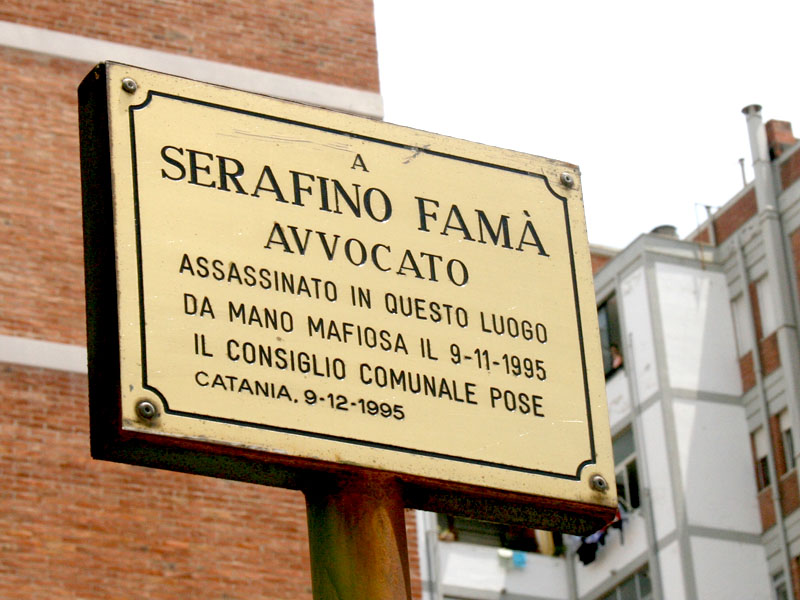 A
SERAFINO FAMÀ
AVVOCATO
ASSASSINATO IN QUESTO LUOGO
DA MANO MAFIOSA IL 9-11-1995
IL CONSIGLIO COMUNALE POSE
CATANIA, 9-12-1995